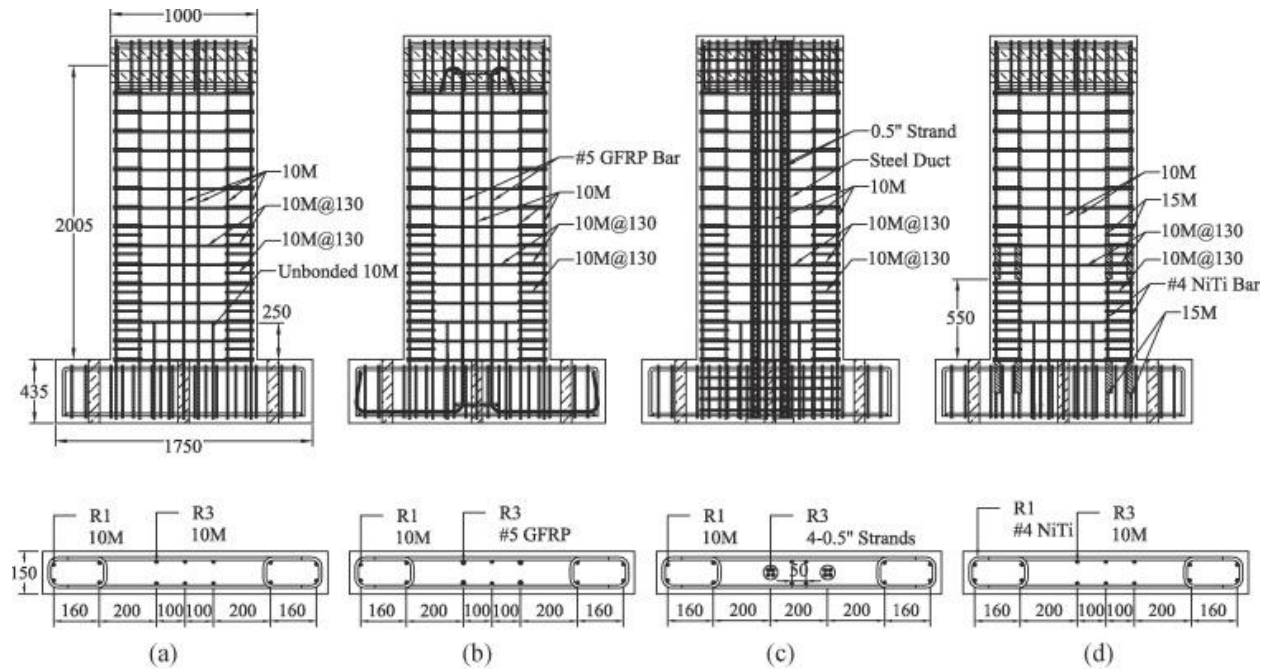 1000
2005
10M
10M@130
10M@130
Unbonded 10M
250
435
1750
#5 GFRP Bar
10M
10M@130
10M@130
0.5" Strand
Steel Duct
10M
10M@130
10M@130
10M
15M
10M@130
10M@130
#4 NiTi Bar
15M
550
R1
10M
R3
10M
150
160 200 100 100 200 160
R1
10M
R3
#5 GFRP
160 200 100 100 200 160
R1
10M
R3
4-0.5" Strands
50
160 200 200 200 160
R1
#4 NiTi
R3
10M
160 200 100 100 200 160
(a) (b) (c) (d)